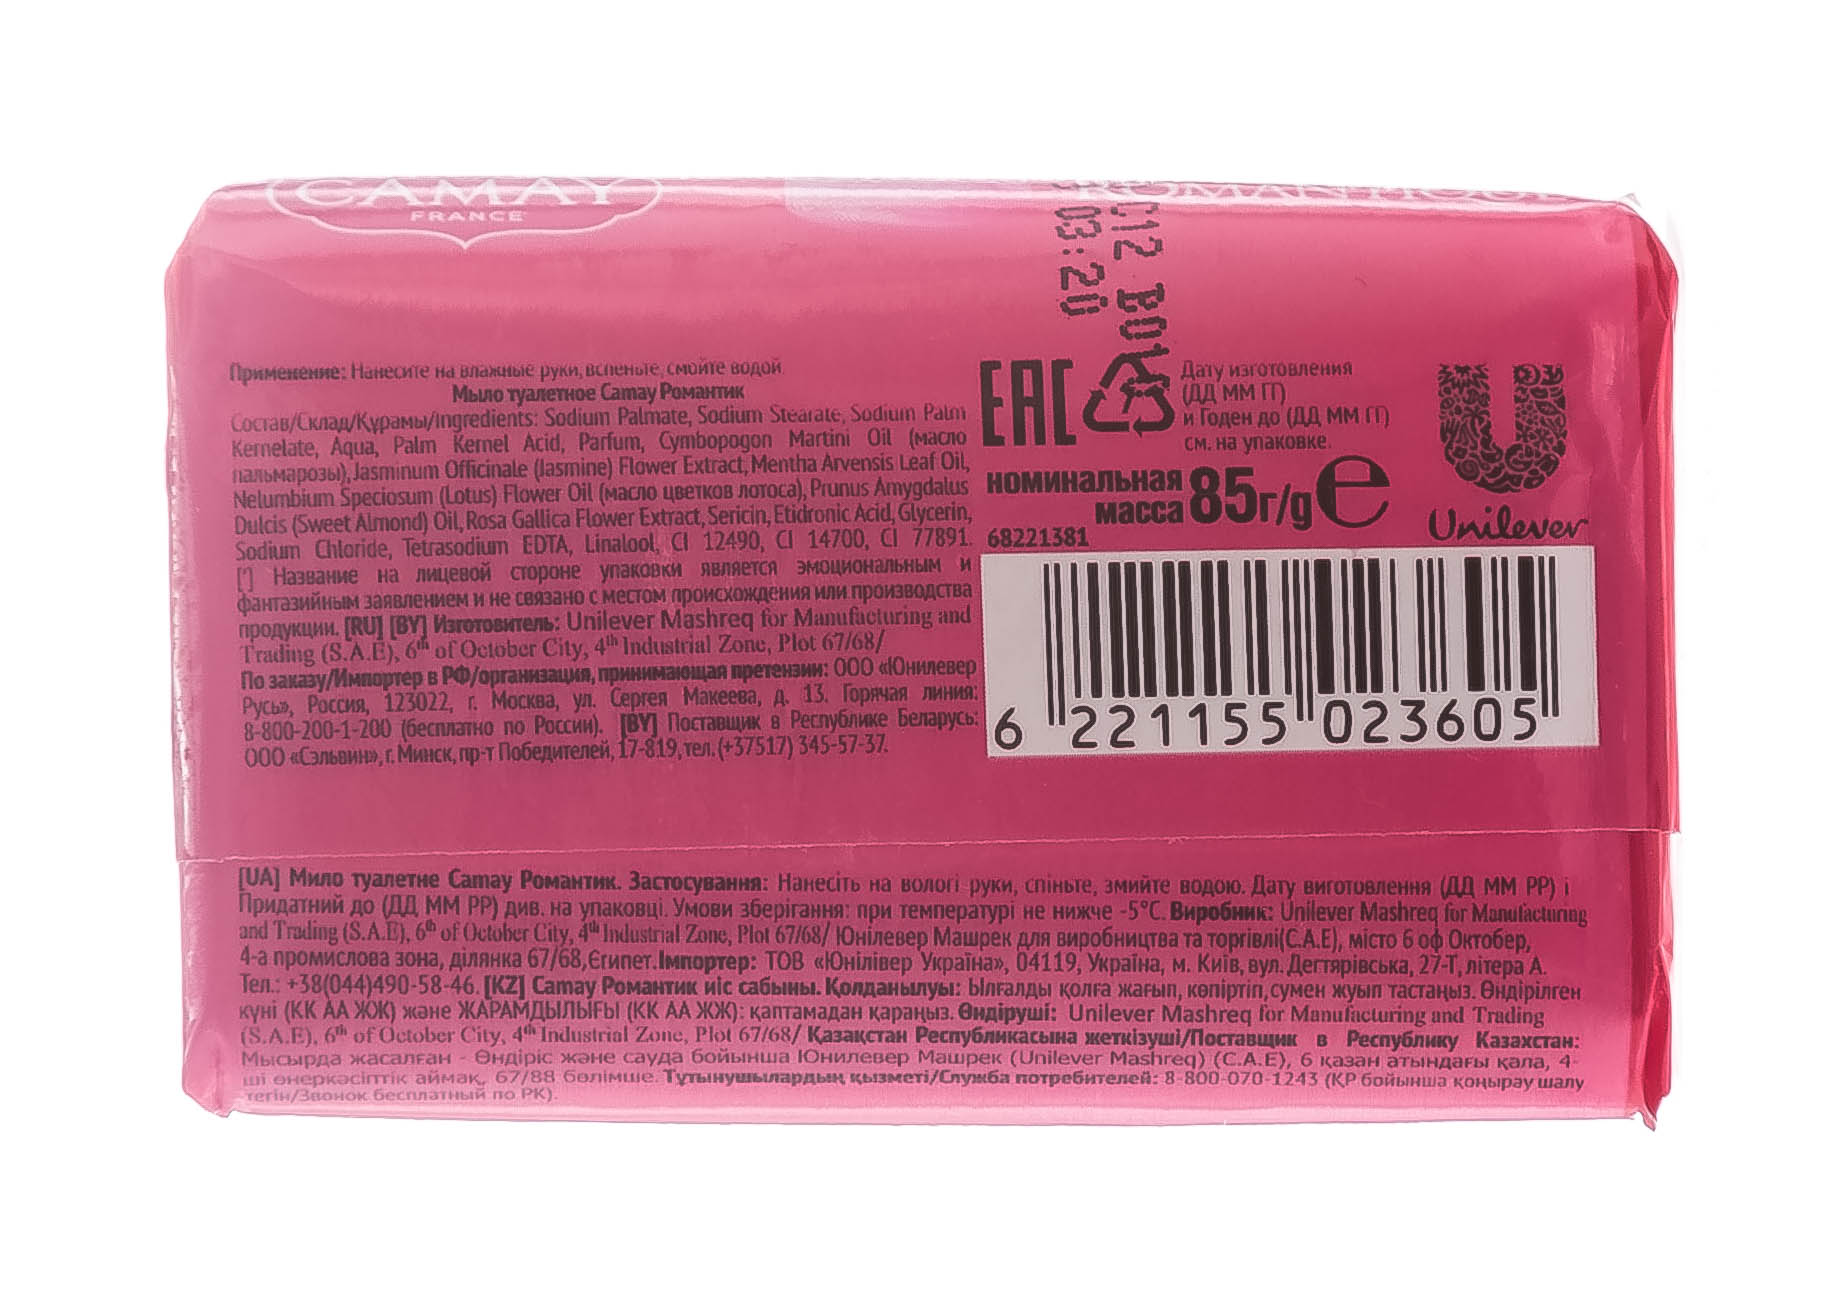 CAMAY
FRANCE
03:20
Применение: Нанесите на влажные руки, вспеньте, смойте водой.
Мыло туалетное Camay Романтик
Состав/Склад/Құрамы/Ingredients: Sodium Palmate, Sodium Stearate, Sodium Palm
Kernelate, Aqua, Palm Kernel Acid, Parfum, Cymbopogon Martini Oil (масло
пальмарозы), Jasminum Officinale (Jasmine) Flower Extract, Mentha Arvensis Leaf Oil,
Nelumbium Speciosum (Lotus) Flower Oil (масло цветков лотоса), Prunus Amygdalus
Dulcis (Sweet Almond) Oil, Rosa Gallica Flower Extract, Sericin, Etidronic Acid, Glycerin,
Sodium Chloride, Tetrasodium EDTA, Linalool, CI 12490, CI 14700, CI 77891.
[*] Название на лицевой стороне упаковки является эмоциональным и
фантазийным заявлением и не связано с местом происхождения или производства
продукции. [RU] [BY] Изготовитель: Unilever Mashreq for Manufacturing and
Trading (S.A.E), 6th of October City, 4th Industrial Zone, Plot 67/68/
По заказу/Импортер в РФ/организация, принимающая претензии: ООО «Юнилевер
Русь», Россия, 123022, г. Москва, ул. Сергея Макеева, д. 13. Горячая линия:
8-800-200-1-200 (бесплатно по России). [BY] Поставщик в Республике Беларусь:
ООО «Сэльвин», г. Минск, пр-т Победителей, 17-819, тел. (+37517) 345-57-37.
EAC
Дату изготовления
(ДД ММ ГГ)
и Годен до (ДД ММ ГГ)
см. на упаковке.
номинальная
масса 85г/g e
68221381
Unilever
6 221155 023605
[UA] Мило туалетне Camay Романтик. Застосування: Нанесіть на вологі руки, спіньте, змийте водою. Дату виготовлення (ДД ММ РР) і
Придатний до (ДД ММ РР) див. на упаковці. Умови зберігання: при температурі не нижче -5°C. Виробник: Unilever Mashreq for Manufacturing
and Trading (S.A.E), 6th of October City, 4th Industrial Zone, Plot 67/68/ Юнілевер Машрек для виробництва та торгівлі(С.А.Е), місто 6 оф Октобер,
4-а промислова зона, ділянка 67/68, Єгипет. Імпортер: ТОВ «Юнілівер Україна», 04119, Україна, м. Київ, вул. Дегтярівська, 27-Т, літера А.
Тел.: +38(044)490-58-46. [KZ] Camay Романтик иіс сабыны. Қолданылуы: Ылғалды қолға жағып, көпіртіп, сумен жуып тастаңыз. Өндірілген
күні (КК АА ЖЖ) және ЖАРАМДЫЛЫҒЫ (КК АА ЖЖ): қаптамадан қараңыз. Өндіруші: Unilever Mashreq for Manufacturing and Trading
(S.A.E), 6th of October City, 4th Industrial Zone, Plot 67/68/ Қазақстан Республикасына жеткізуші/Поставщик в Республику Казахстан:
Мысырда жасалған - Өндіріс және сауда бойынша Юнилевер Машрек (Unilever Mashreq) (С.А.Е), 6 қазан атындағы қала, 4-
ші өнеркәсіптік аймақ, 67/88 бөлімше. Тұтынушылардың қызметі/Служба потребителей: 8-800-070-1243 (ҚР бойынша қоңырау шалу
тегін/Звонок бесплатный по РК).